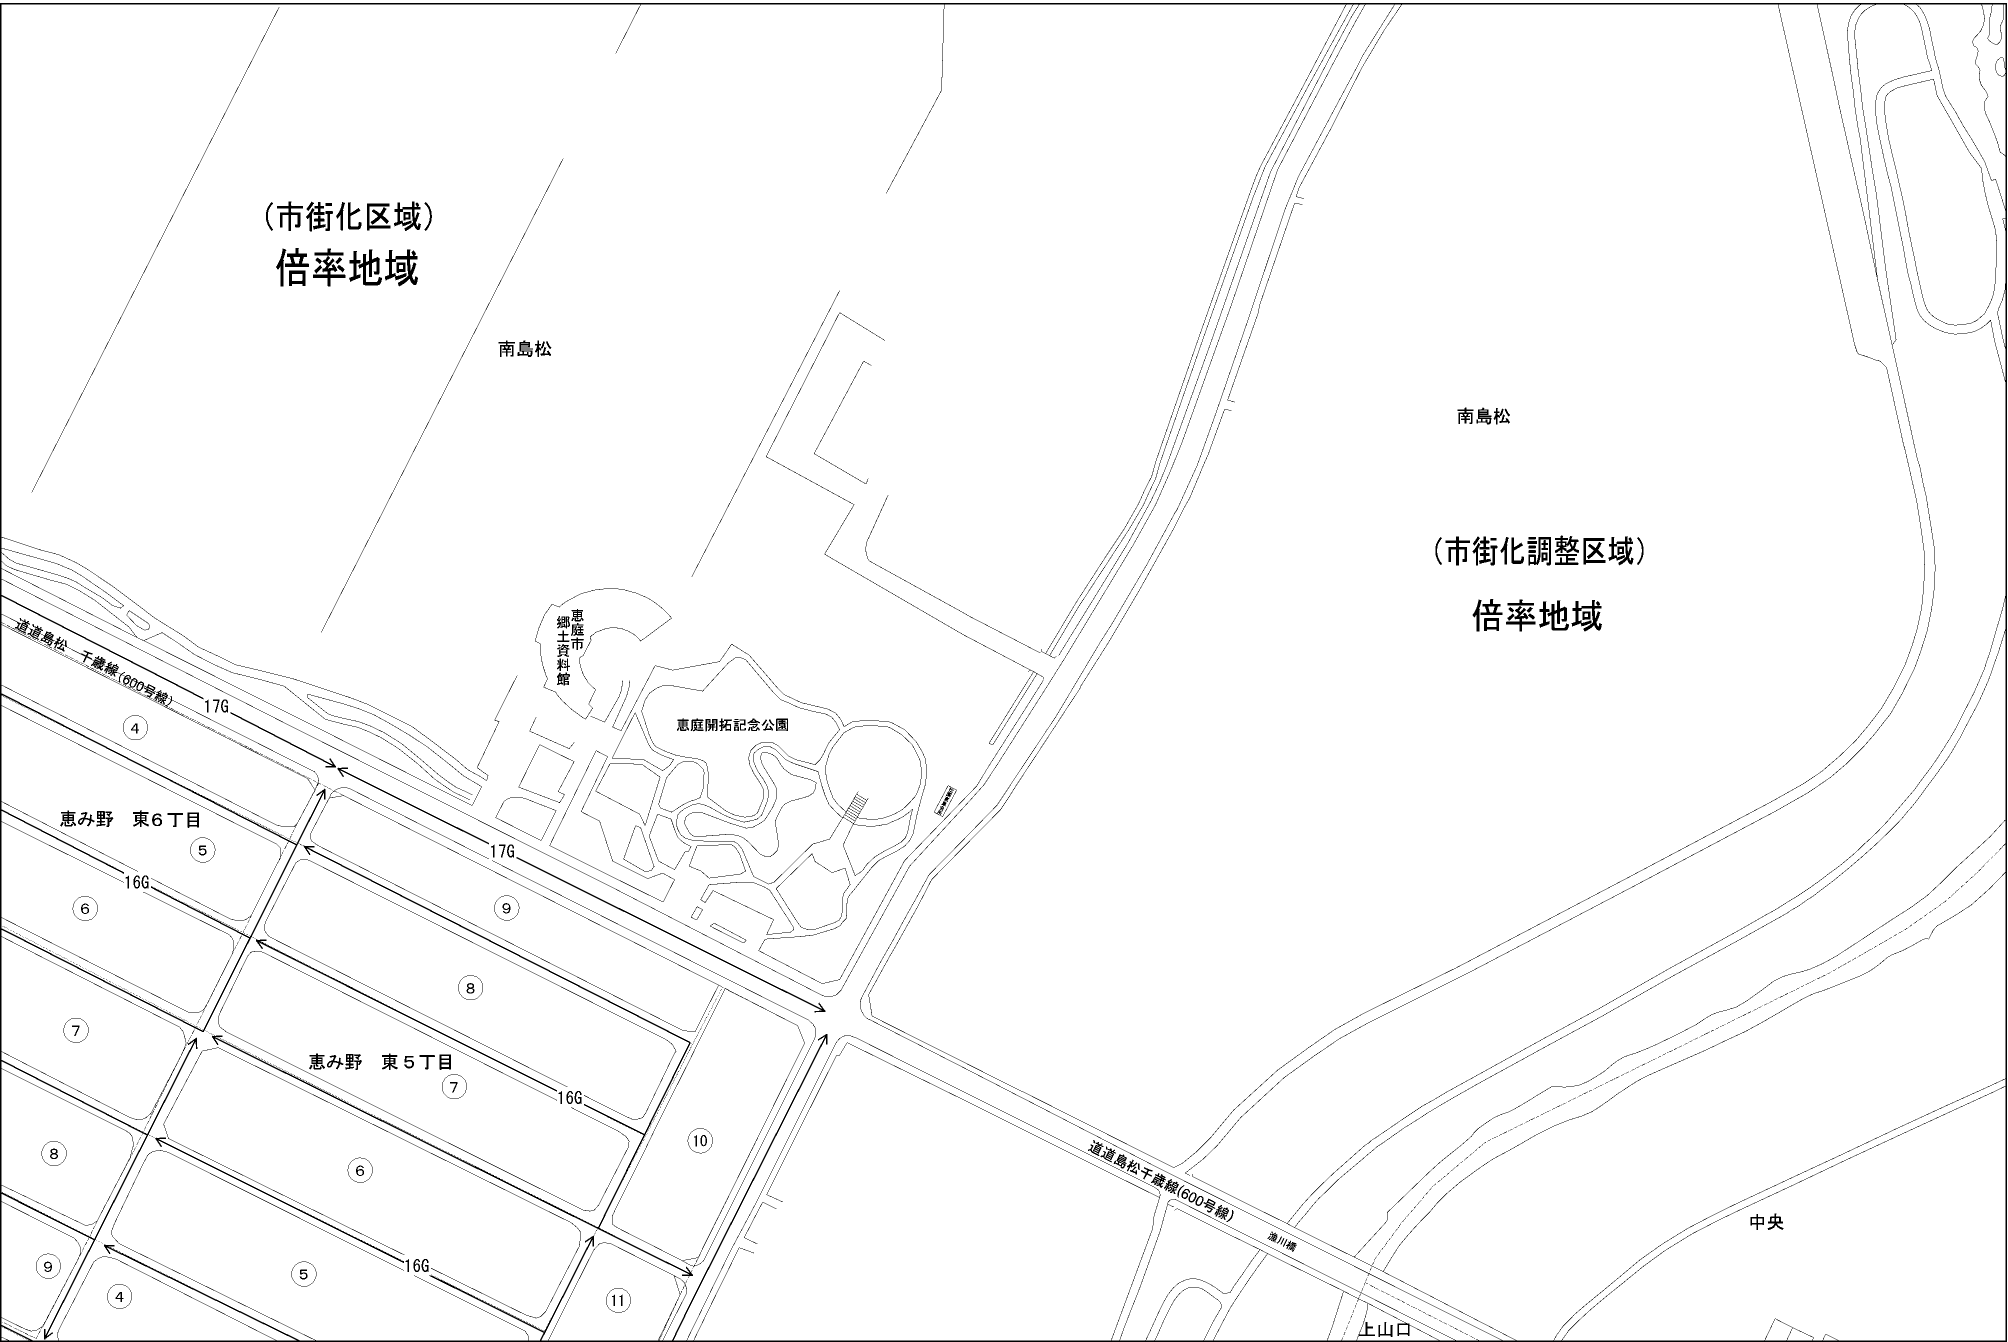 （市街化区域）
倍率地域
南島松
南島松
（市街化調整区域）
倍率地域
恵庭市
郷土資料館
道道島松　千歳線(600号線)
17G
④
恵庭開拓記念公園
恵み野　東６丁目
⑤
17G
16G
⑥
⑨
⑧
⑦
恵み野　東５丁目
⑦
16G
⑩
⑧
⑥
道道島松千歳線(600号線)
漁川橋
中央
⑨
⑤
16G
④
⑪
上山口